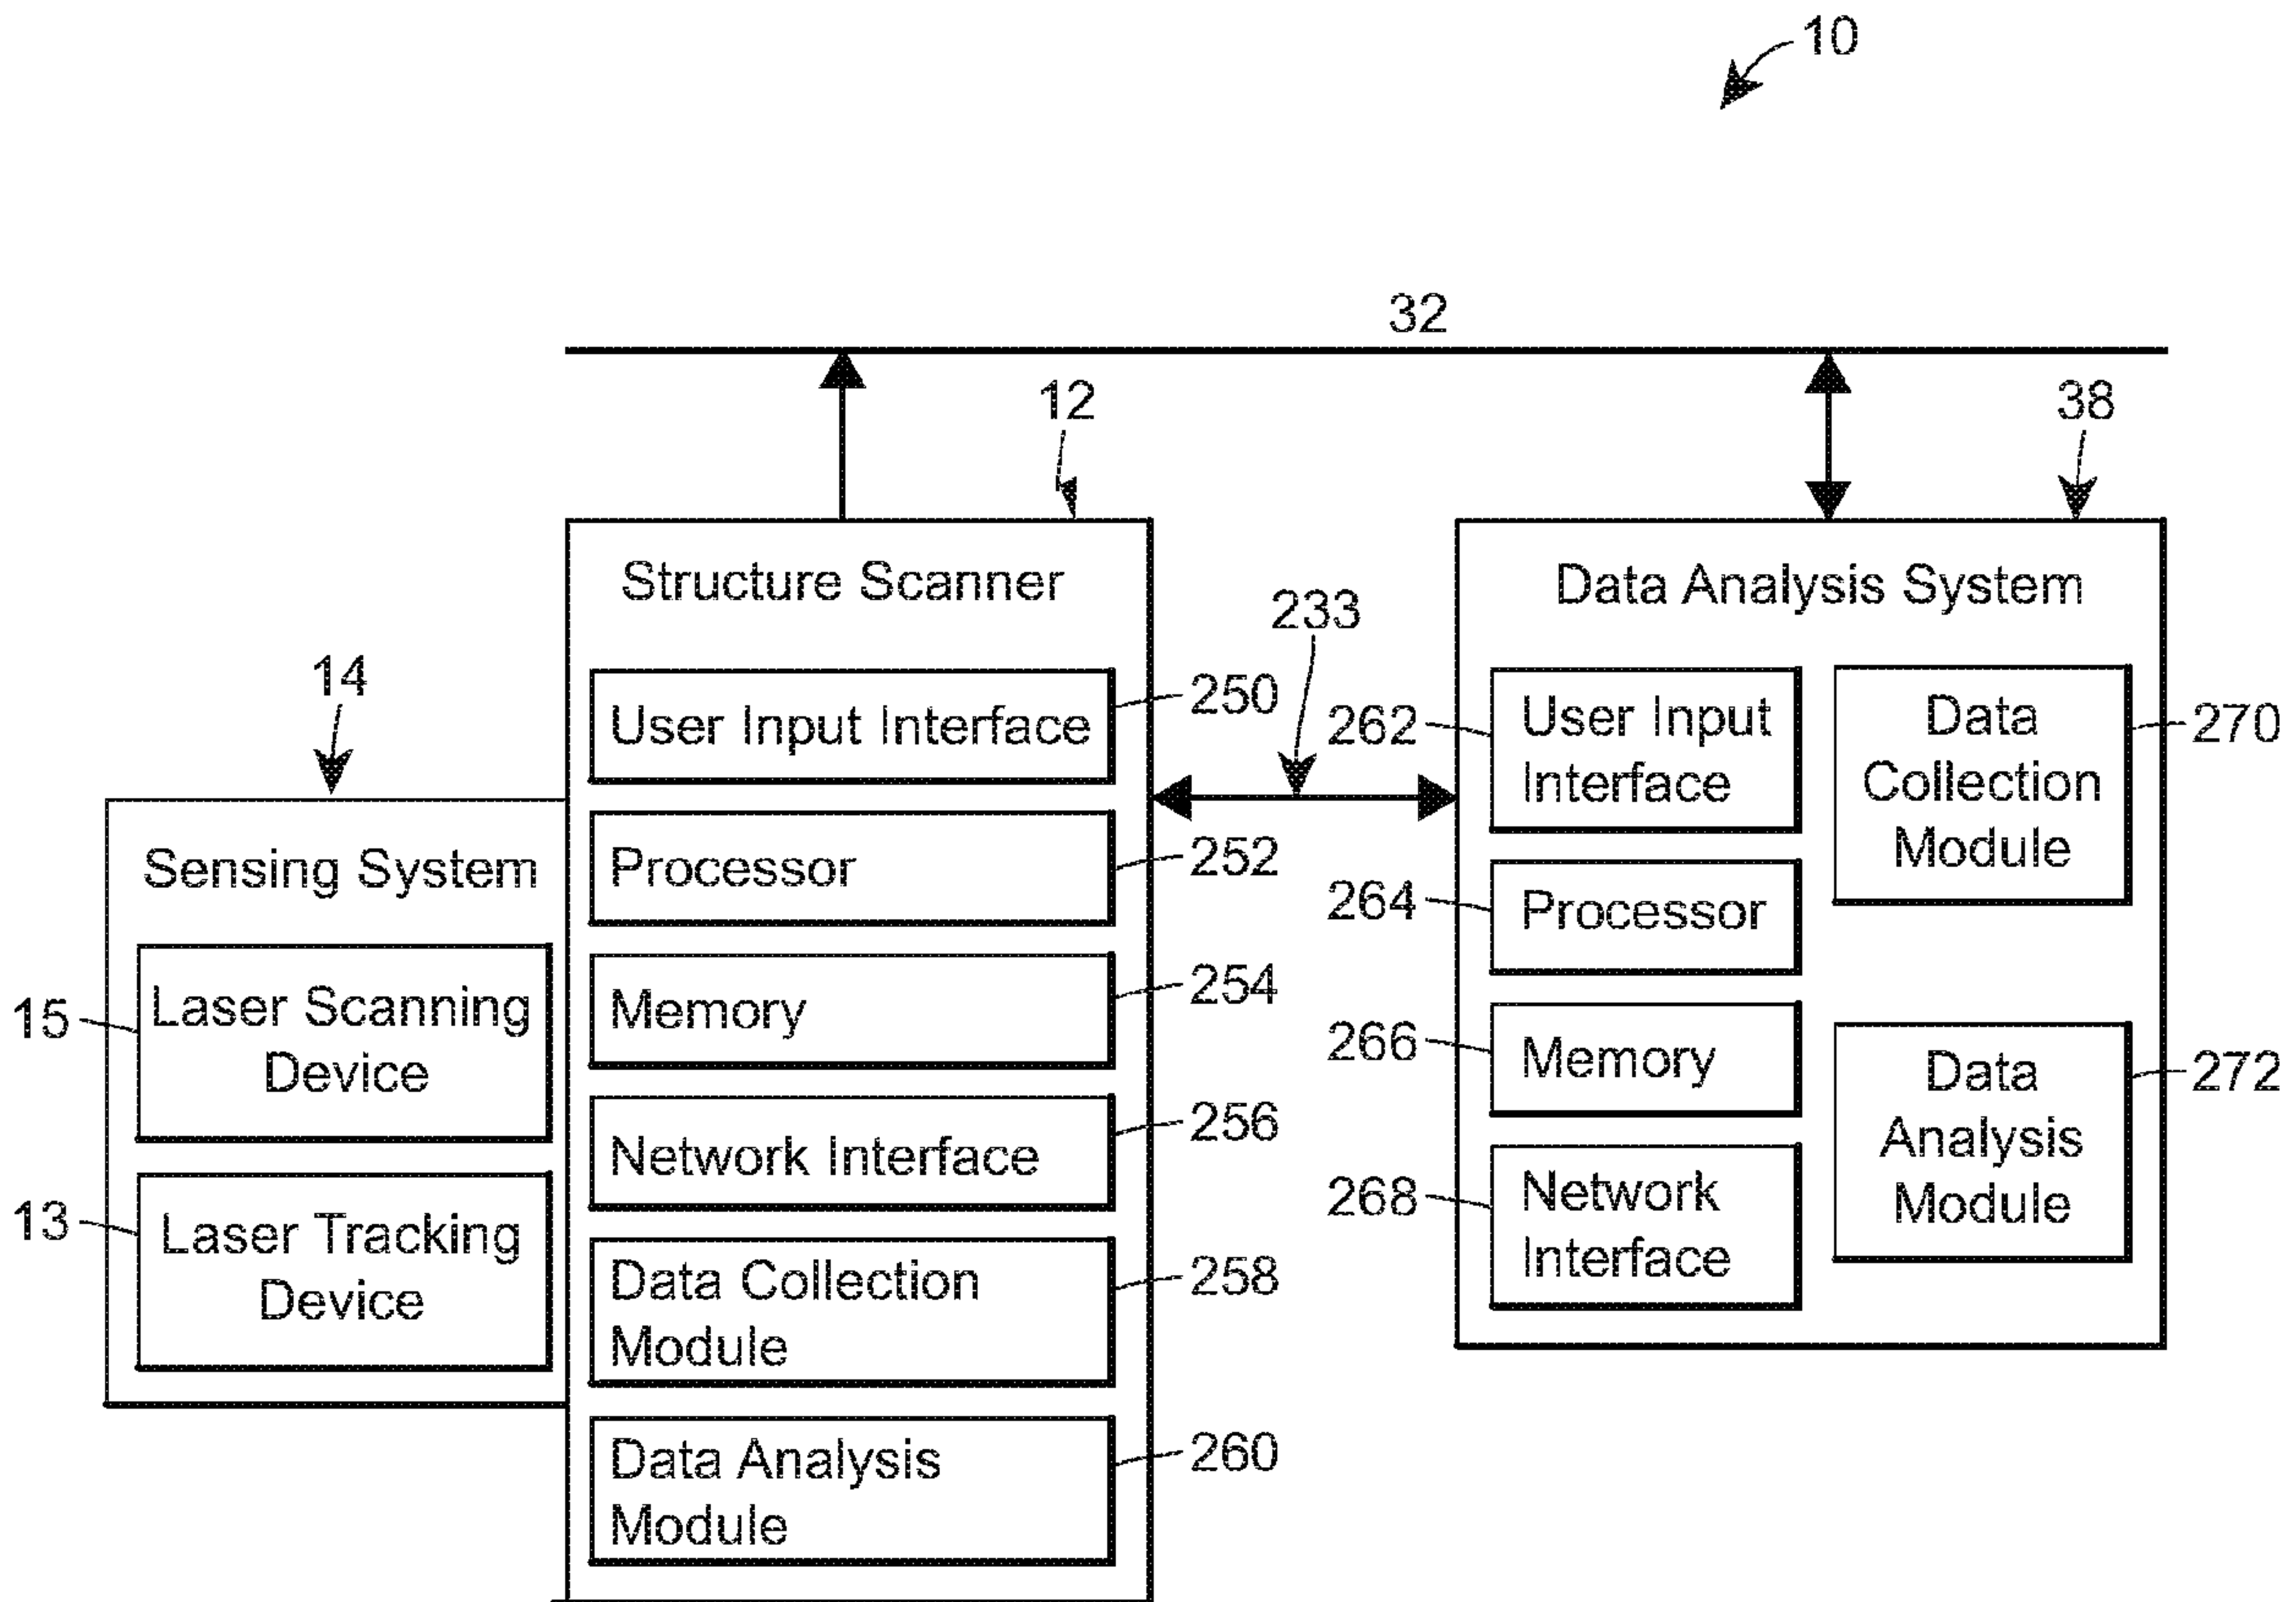 10
32
12
38
Structure Scanner
Data Analysis System
233
14
User Input Interface
250
262
User Input
Interface
Data
Collection
Module
270
Sensing System
Processor
252
264
Processor
Laser Scanning
Device
15
Memory
254
266
Memory
Data
Analysis
Module
272
Network Interface
256
268
Network
Interface
13
Laser Tracking
Device
Data Collection
Module
258
Data Analysis
Module
260